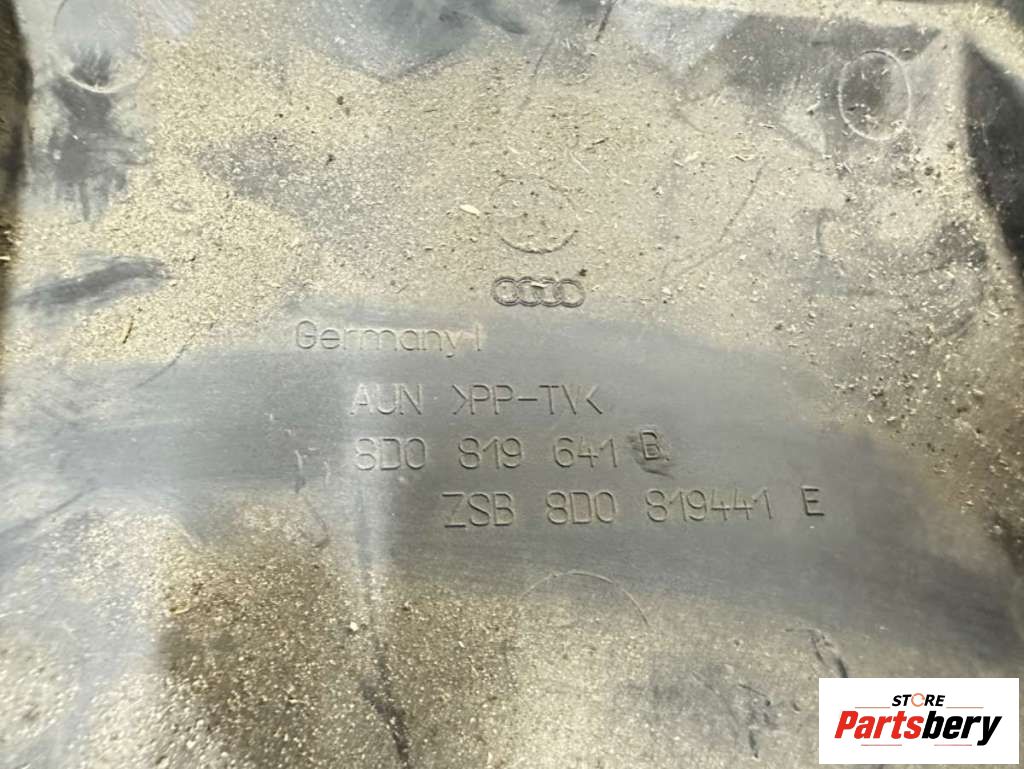 Germany I
AUN >PP-TV<
8D0 819 641 B
ZSB 8D0 819441 E
STORE
Partsbery